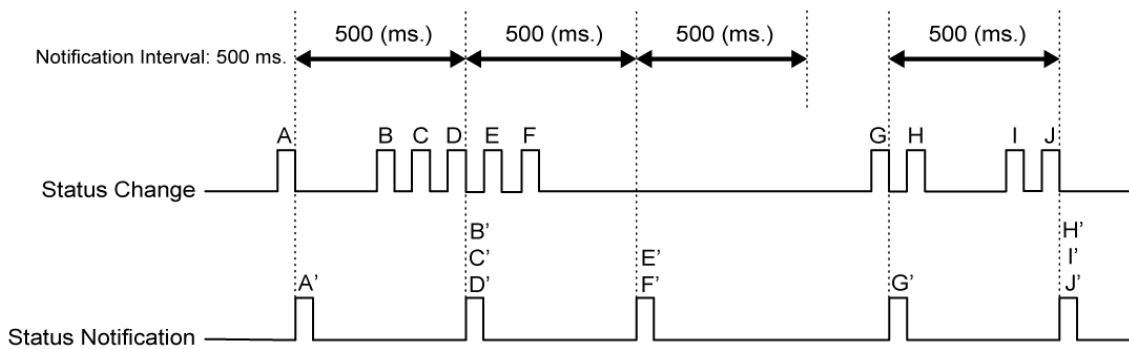 500 (ms.) 500 (ms.) 500 (ms.) 500 (ms.)
Notification Interval: 500 ms.
A B C D E F G H I J
Status Change
B' H'
C' E' I'
A' D' F' G' J'
Status Notification